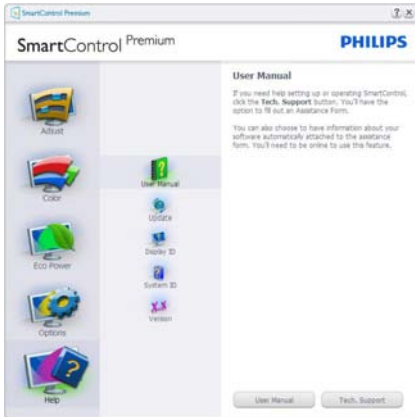 SmartControl Premium
SmartControl Premium
PHILIPS
Adjust
Color
Eco Power
Options
Help
User Manual
Update
Display ID
System ID
Version
User Manual
If you need help setting up or operating SmartControl,
click the Tech. Support button. You'll have the
option to fill out an Assistance Form.
You can also choose to have information about your
software automatically attached to the assistance
form. You'll need to be online to use this feature.
User Manual
Tech. Support